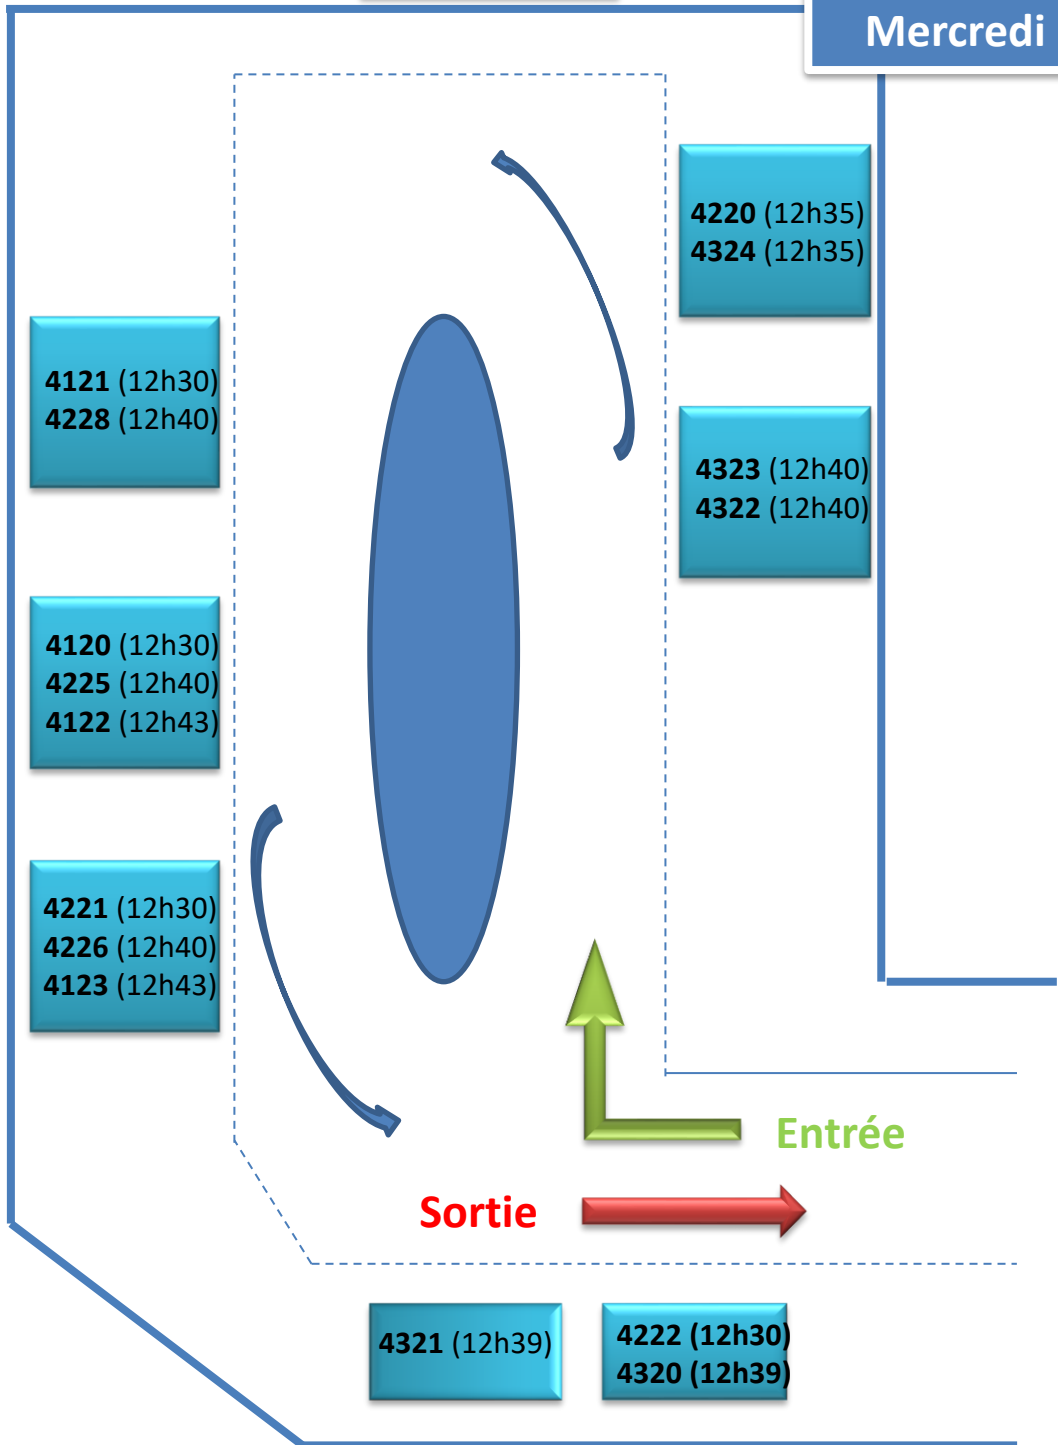 Mercredi
4220 (12h35)
4324 (12h35)
4121 (12h30)
4228 (12h40)
4323 (12h40)
4322 (12h40)
4120 (12h30)
4225 (12h40)
4122 (12h43)
4221 (12h30)
4226 (12h40)
4123 (12h43)
Entrée
Sortie
4321 (12h39)
4222 (12h30)
4320 (12h39)